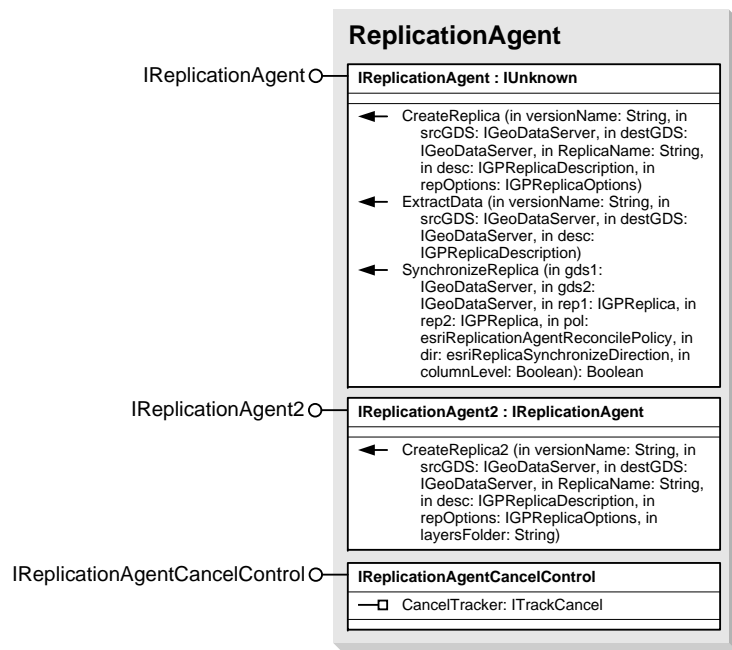 ReplicationAgent
IReplicationAgent
IReplicationAgent : IUnknown
CreateReplica (in versionName: String, in
srcGDS: IGeoDataServer, in destGDS:
IGeoDataServer, in ReplicaName: String,
in desc: IGPReplicaDescription, in
repOptions: IGPReplicaOptions)
ExtractData (in versionName: String, in
srcGDS: IGeoDataServer, in destGDS:
IGeoDataServer, in desc:
IGPReplicaDescription)
SynchronizeReplica (in gds1:
IGeoDataServer, in gds2:
IGeoDataServer, in rep1: IGPReplica, in
rep2: IGPReplica, in pol:
esriReplicationAgentReconcilePolicy, in
dir: esriReplicaSynchronizeDirection, in
columnLevel: Boolean): Boolean
IReplicationAgent2
IReplicationAgent2 : IReplicationAgent
CreateReplica2 (in versionName: String, in
srcGDS: IGeoDataServer, in destGDS:
IGeoDataServer, in ReplicaName: String,
in desc: IGPReplicaDescription, in
repOptions: IGPReplicaOptions, in
layersFolder: String)
IReplicationAgentCancelControl
IReplicationAgentCancelControl
CancelTracker: ITrackCancel